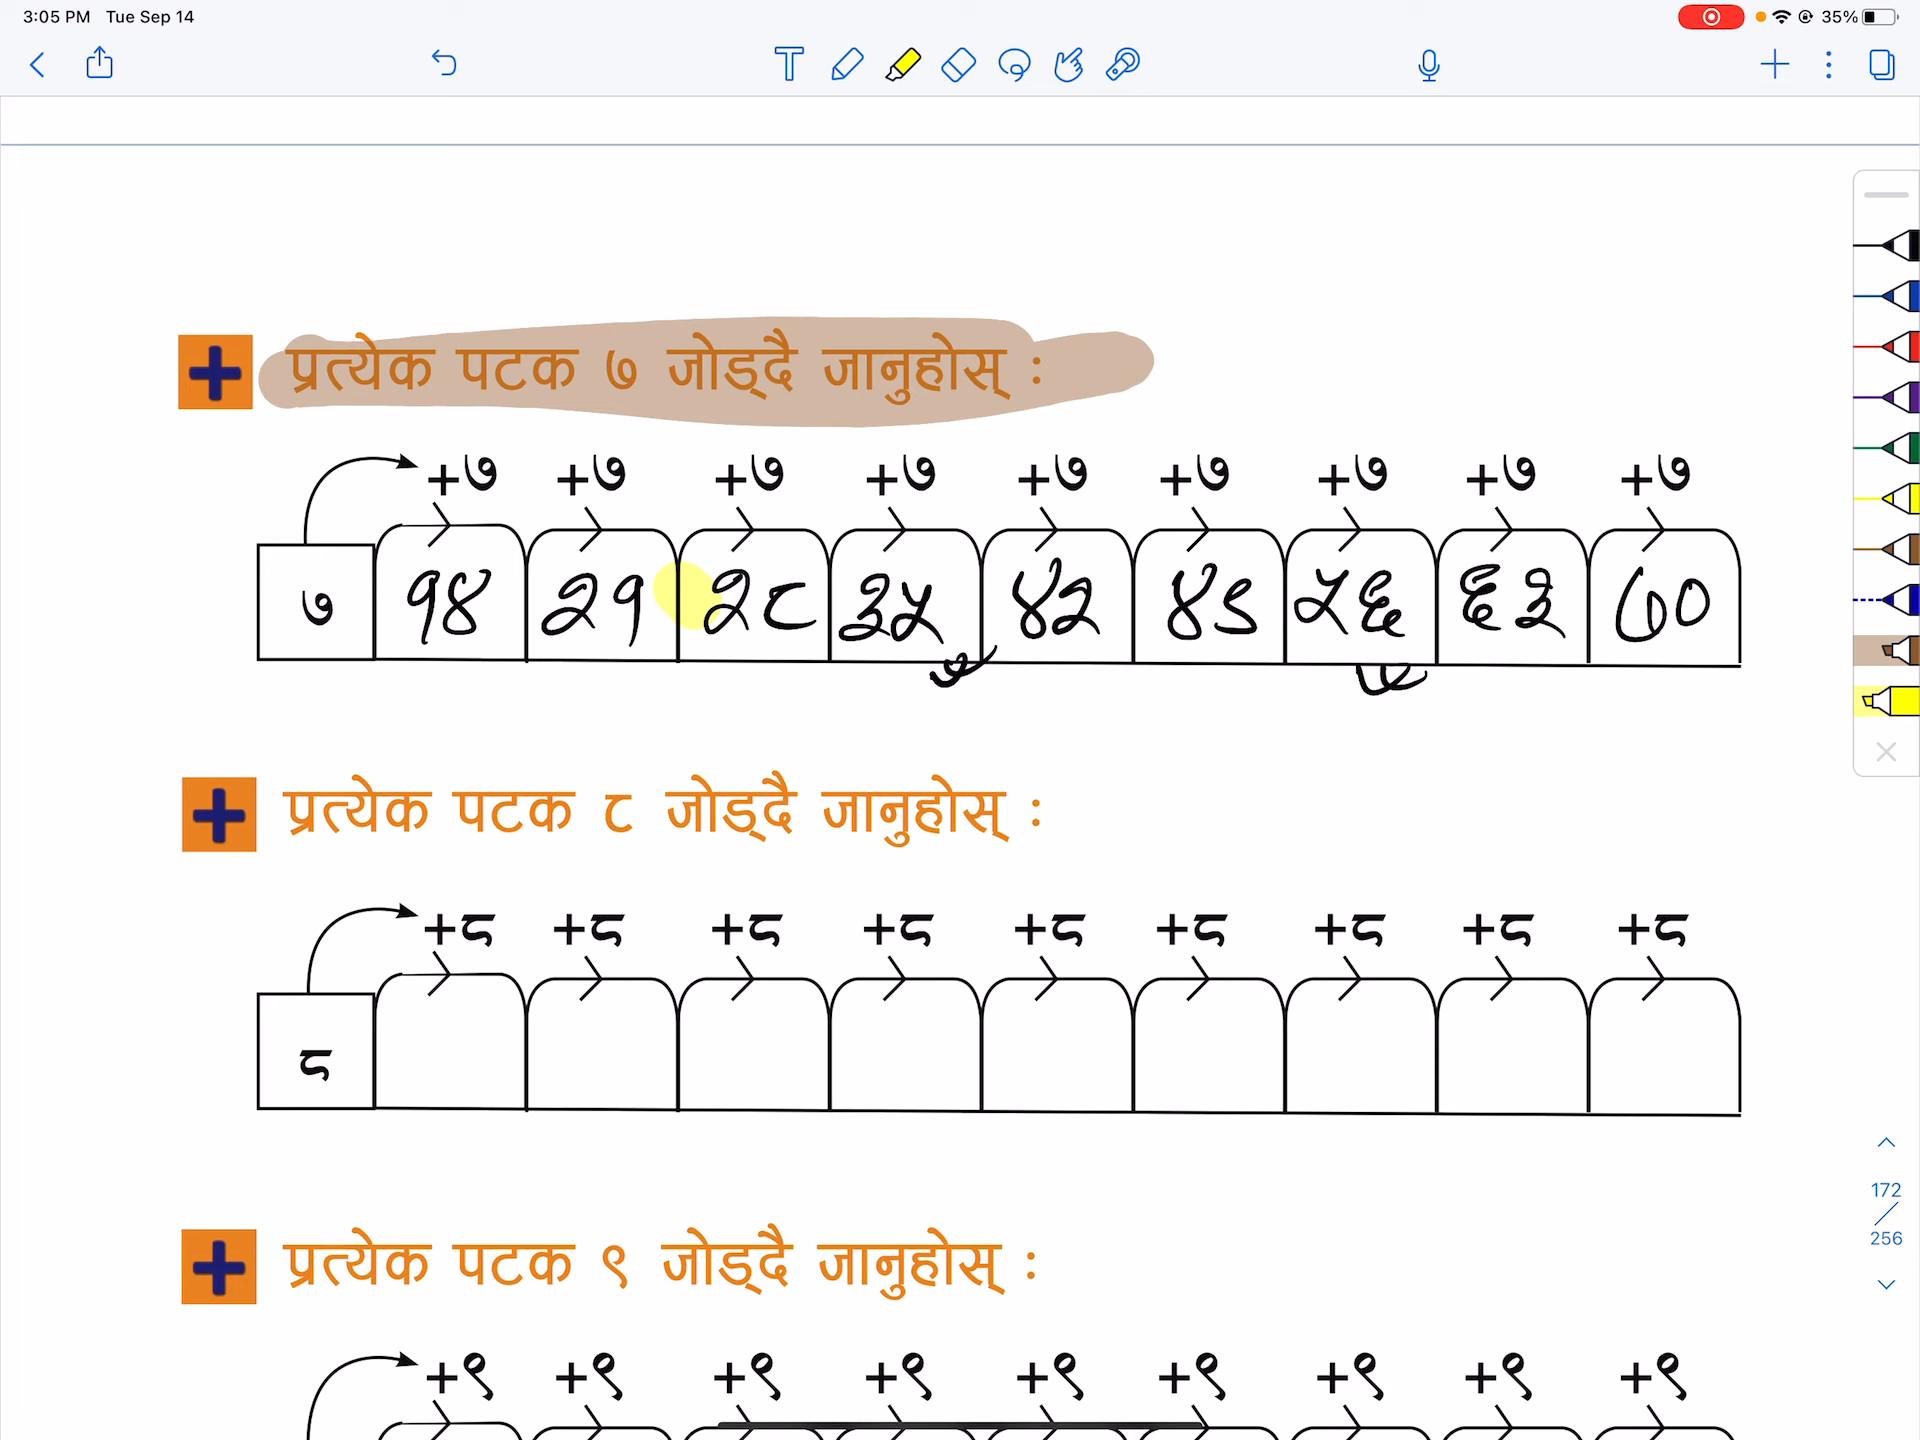 3:05 PM Tue Sep 14
35%
प्रत्येक पटक ७ जोड्दै जानुहोस् :
+७ +७ +७ +७ +७ +७ +७ +७ +७
७ १४ २१ २८ ३५ ४२ ४९ ५६ ६३ ७०
प्रत्येक पटक ८ जोड्दै जानुहोस् :
+८ +८ +८ +८ +८ +८ +८ +८ +८
८
प्रत्येक पटक ९ जोड्दै जानुहोस् :
+९ +९ +९ +९ +९ +९ +९ +९ +९
172
256